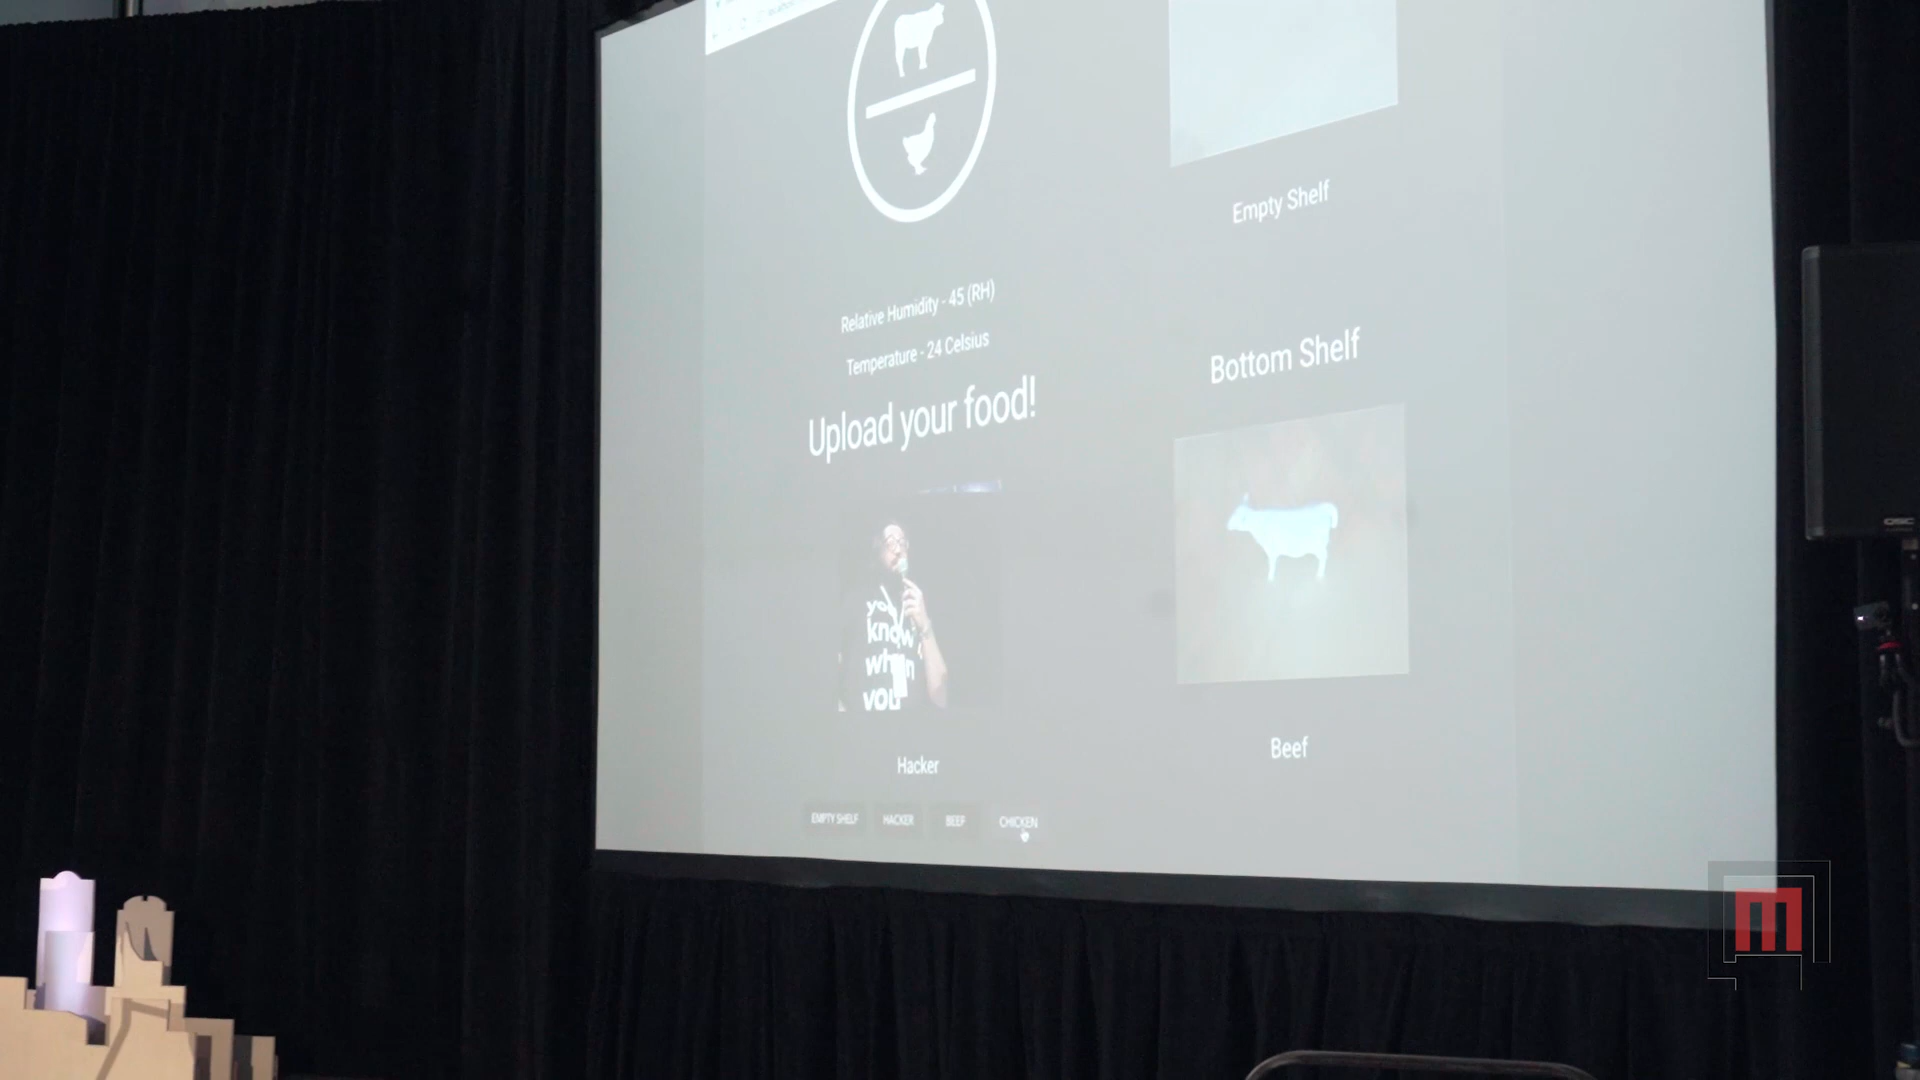 Relative Humidity - 45 (RH)
Temperature - 24 Celsius
Upload your food!
you
know
when
you
Hacker
EMPTY SHELF
HACKER
BEEF
CHICKEN
Empty Shelf
Bottom Shelf
Beef
QSC
m